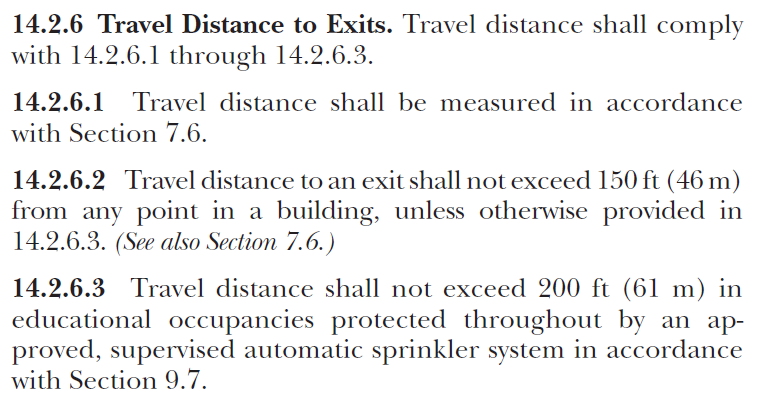 14.2.6 Travel Distance to Exits. Travel distance shall comply
with 14.2.6.1 through 14.2.6.3.
14.2.6.1 Travel distance shall be measured in accordance
with Section 7.6.
14.2.6.2 Travel distance to an exit shall not exceed 150 ft (46 m)
from any point in a building, unless otherwise provided in
14.2.6.3. (See also Section 7.6.)
14.2.6.3 Travel distance shall not exceed 200 ft (61 m) in
educational occupancies protected throughout by an ap-
proved, supervised automatic sprinkler system in accordance
with Section 9.7.